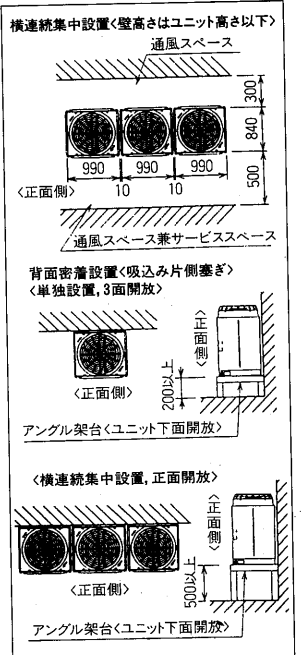 横連続集中設置<壁高さはユニット高さ以下>
通風スペース
300
840
500
990 990 990
10 10
<正面側>
通風スペース兼サービススペース
背面密着設置<吸込み片側塞ぎ>
<単独設置,3面開放>
<正面側>
<正面側>
200以上
アングル架台<ユニット下面開放>
<横連続集中設置,正面開放>
<正面側>
<正面側>
500以上
アングル架台<ユニット下面開放>